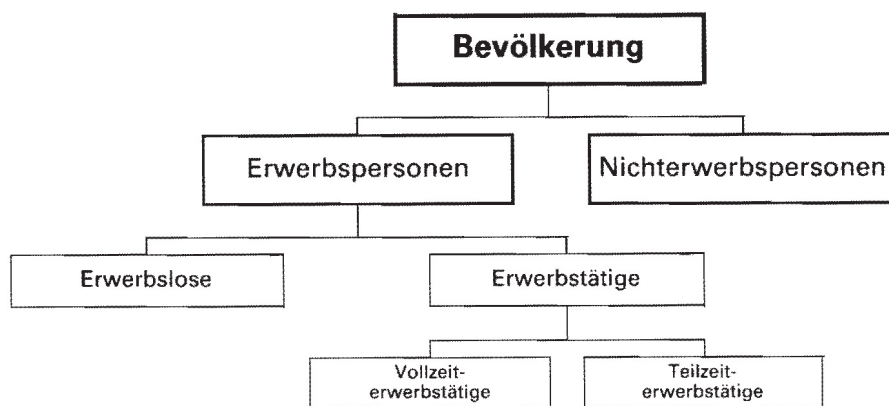 Bevölkerung
Erwerbspersonen
Nichterwerbspersonen
Erwerbslose
Erwerbstätige
Vollzeit-
erwerbstätige
Teilzeit-
erwerbstätige